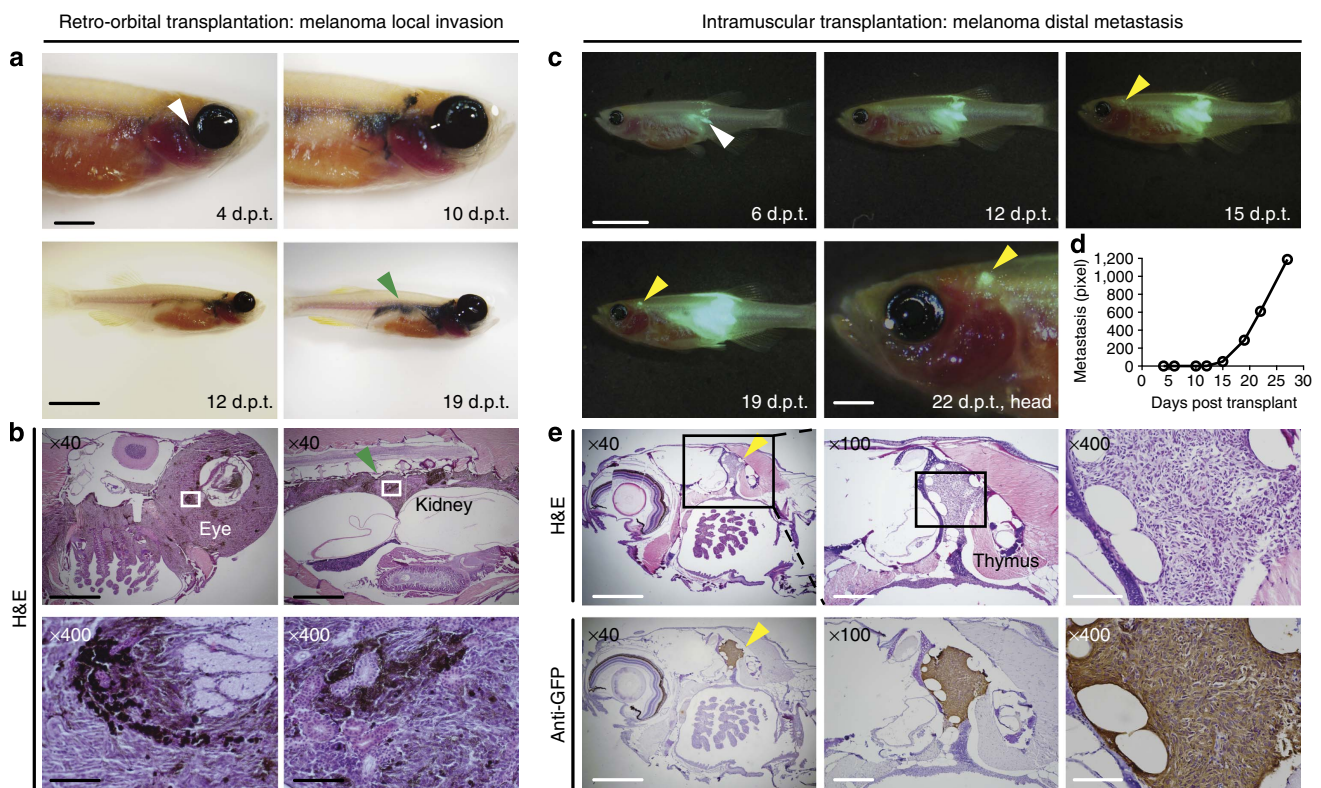 Retro-orbital transplantation: melanoma local invasion
Intramuscular transplantation: melanoma distal metastasis
a
4 d.p.t.
10 d.p.t.
12 d.p.t.
19 d.p.t.
b
H&E
×40
Eye
×40
Kidney
×400
×400
c
6 d.p.t.
12 d.p.t.
15 d.p.t.
19 d.p.t.
22 d.p.t., head
d
Metastasis (pixel)
1,200
1,000
800
600
400
200
0
0 5 10 15 20 25 30
Days post transplant
e
H&E
×40
×100
Thymus
×400
Anti-GFP
×40
×100
×400